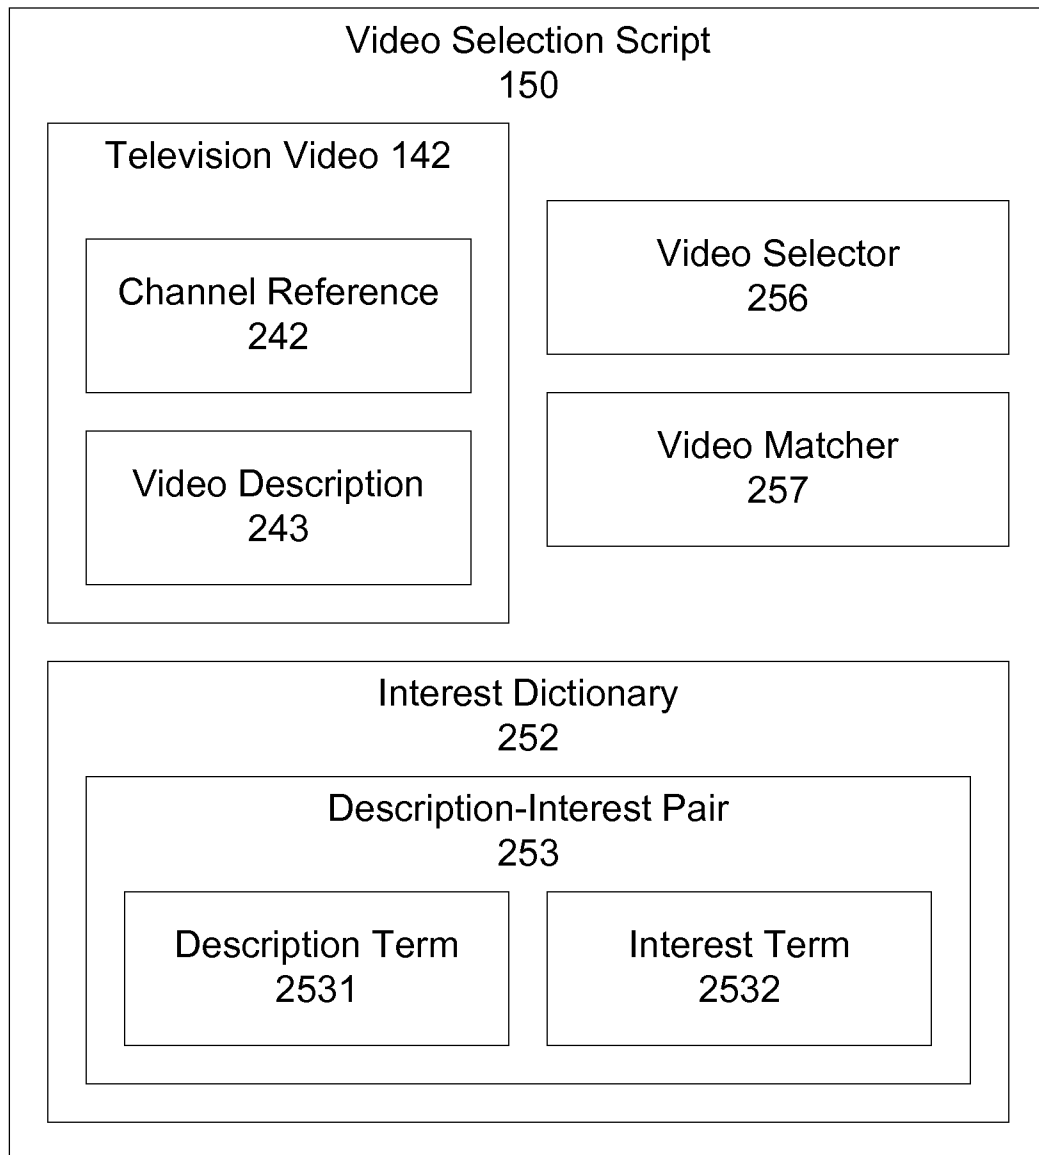 Video Selection Script
150
Television Video 142
Channel Reference
242
Video Description
243
Video Selector
256
Video Matcher
257
Interest Dictionary
252
Description-Interest Pair
253
Description Term
2531
Interest Term
2532